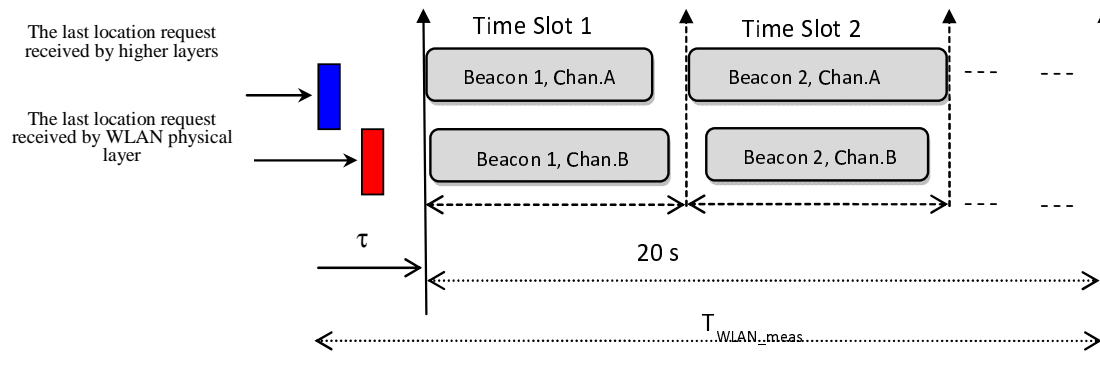 The last location request
received by higher layers
Time Slot 1
Time Slot 2
Beacon 1, Chan.A
Beacon 2, Chan.A
The last location request
received by WLAN physical
layer
Beacon 1, Chan.B
Beacon 2, Chan.B
τ
20 s
T WLAN_meas